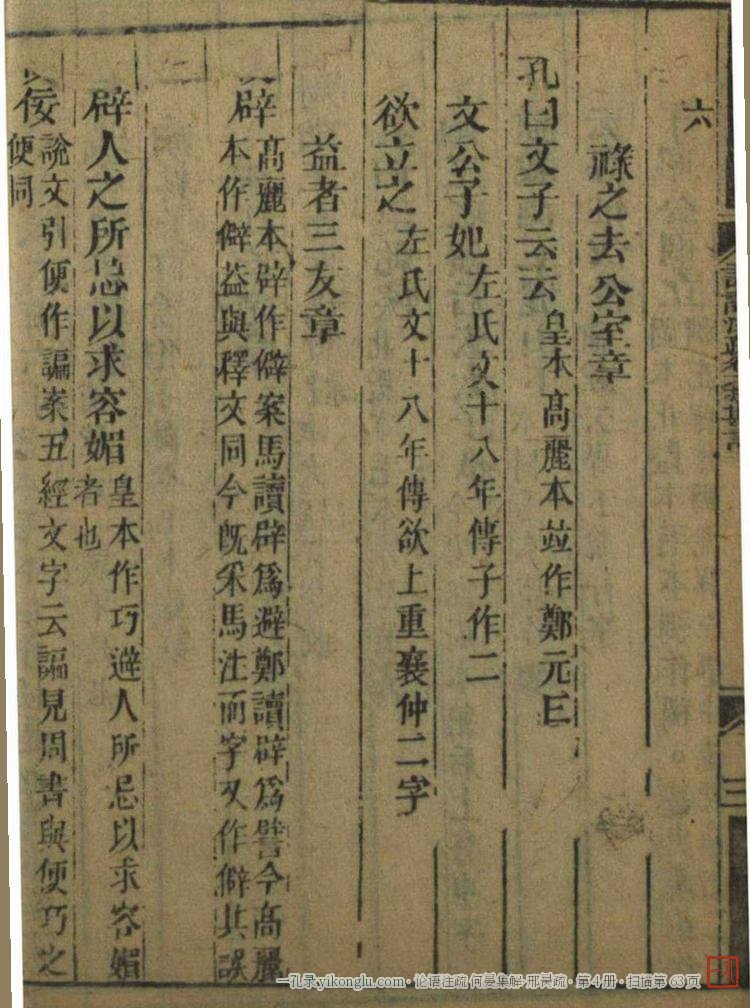 六
祿之去公室章
孔曰文子云云皇本高麗本竝作鄭元曰
文公子妃左氏文十八年傳子作二
欲立之左氏文十八年傳欲上重襄仲二字
益者三友章
辟高麗本辟作僻案馬讀辟爲避鄭讀辟爲譬今高麗
本作僻葢與釋文同今旣采馬注而字又作僻其誤
辟人之所忌以求容媚皇本作巧避人所忌以求容媚
者也
佞說文引便作諞案五經文字云諞見周書與便巧之
便同
三
一孔录yikonglu.com · 论语注疏.何晏集解.邢昺疏 · 第4册 · 扫描第 63页